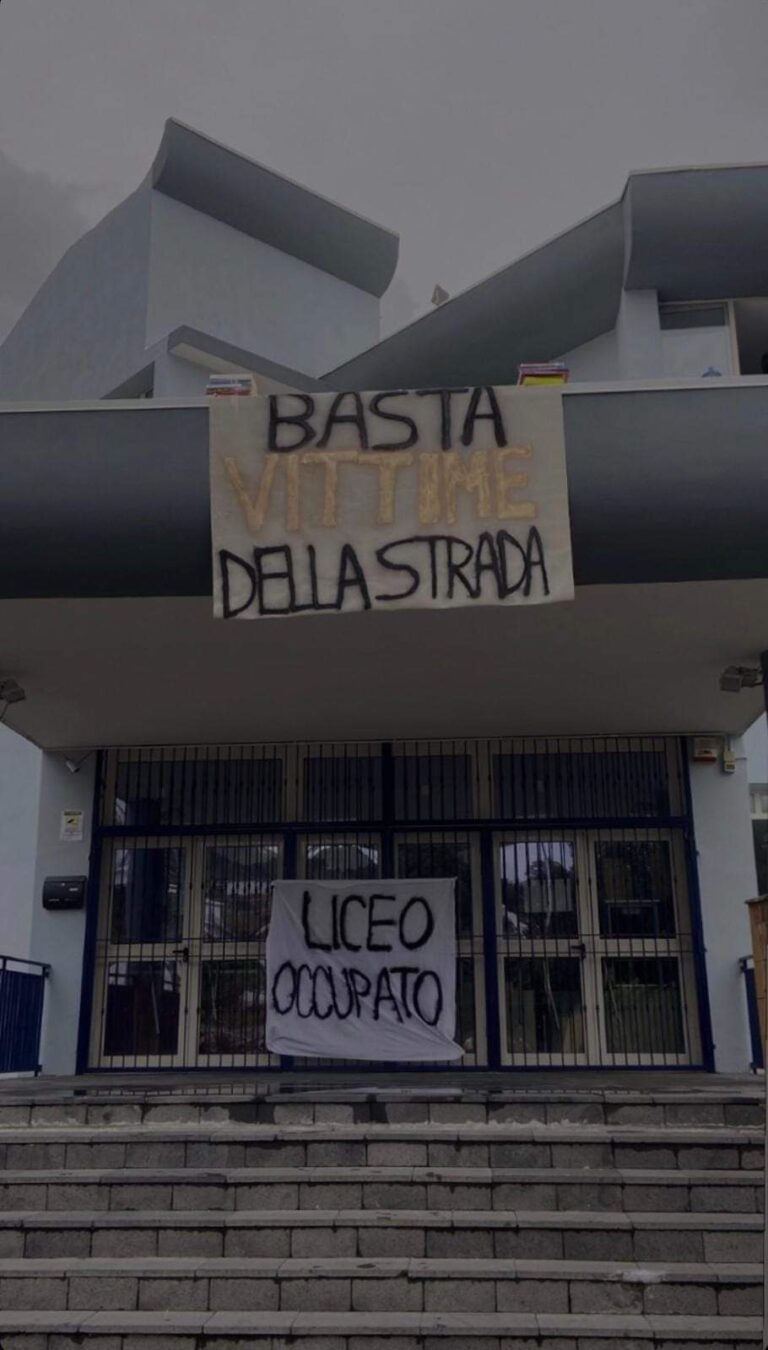 BASTA
VITTIME
DELLA STRADA
LICEO
OCCUPATO